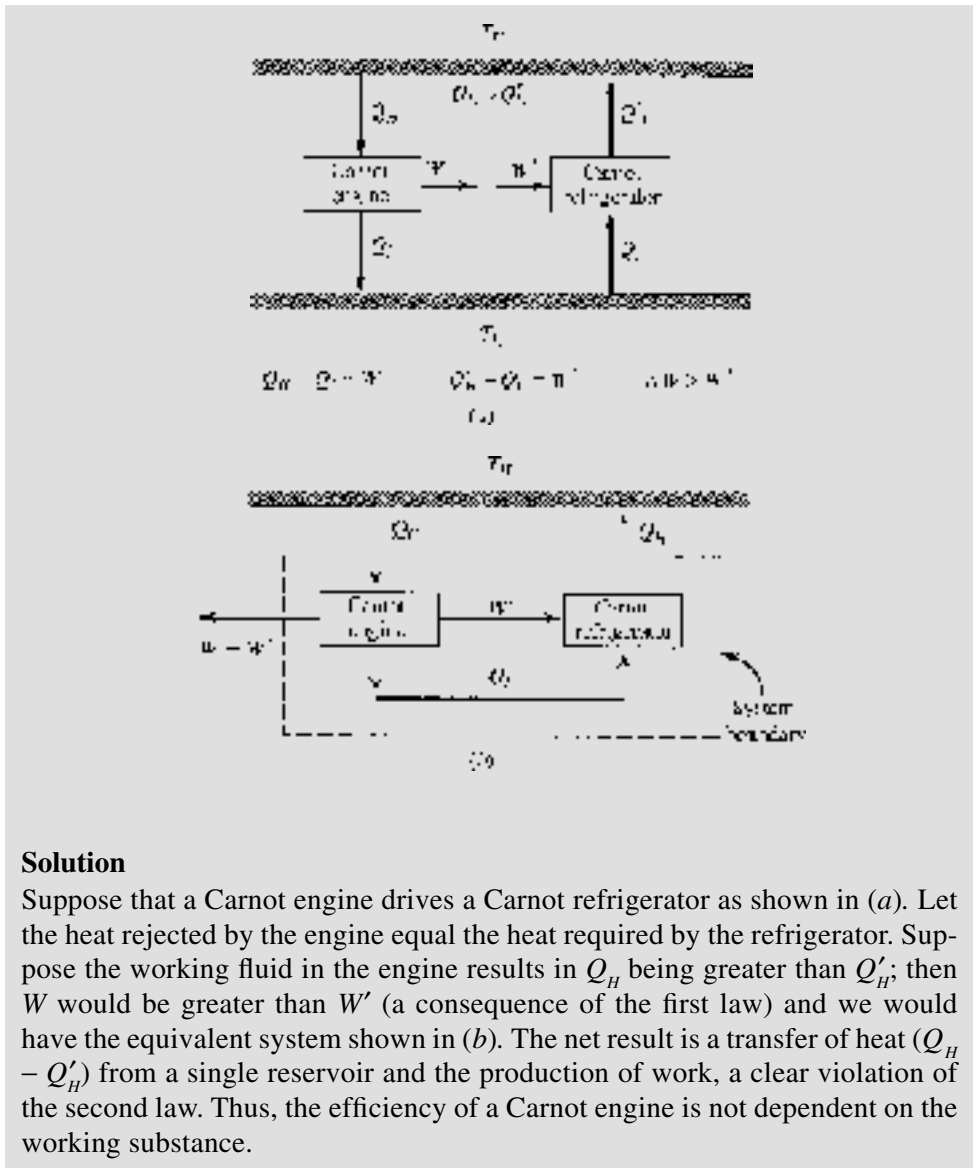 Carnot
engine
Carnot
refrigerator
(a)
Carnot
engine
Carnot
refrigerator
System
boundary
(b)
Solution
Suppose that a Carnot engine drives a Carnot refrigerator as shown in (a). Let
the heat rejected by the engine equal the heat required by the refrigerator. Sup-
pose the working fluid in the engine results in Q_H being greater than Q′_H; then
W would be greater than W′ (a consequence of the first law) and we would
have the equivalent system shown in (b). The net result is a transfer of heat (Q_H
– Q′_H) from a single reservoir and the production of work, a clear violation of
the second law. Thus, the efficiency of a Carnot engine is not dependent on the
working substance.